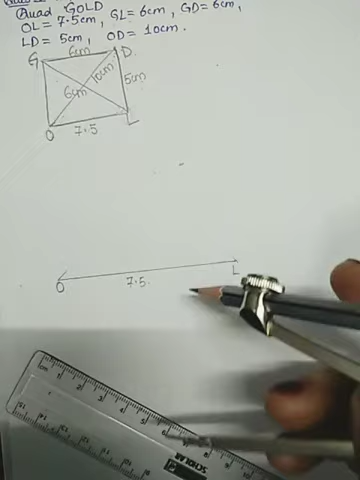 Quad GOLD
OL = 7.5cm, GL = 6cm, GD = 6cm,
LD = 5cm, OD = 10cm.
6cm
G D
10cm
5cm
6cm
O L
7.5
O L
7.5